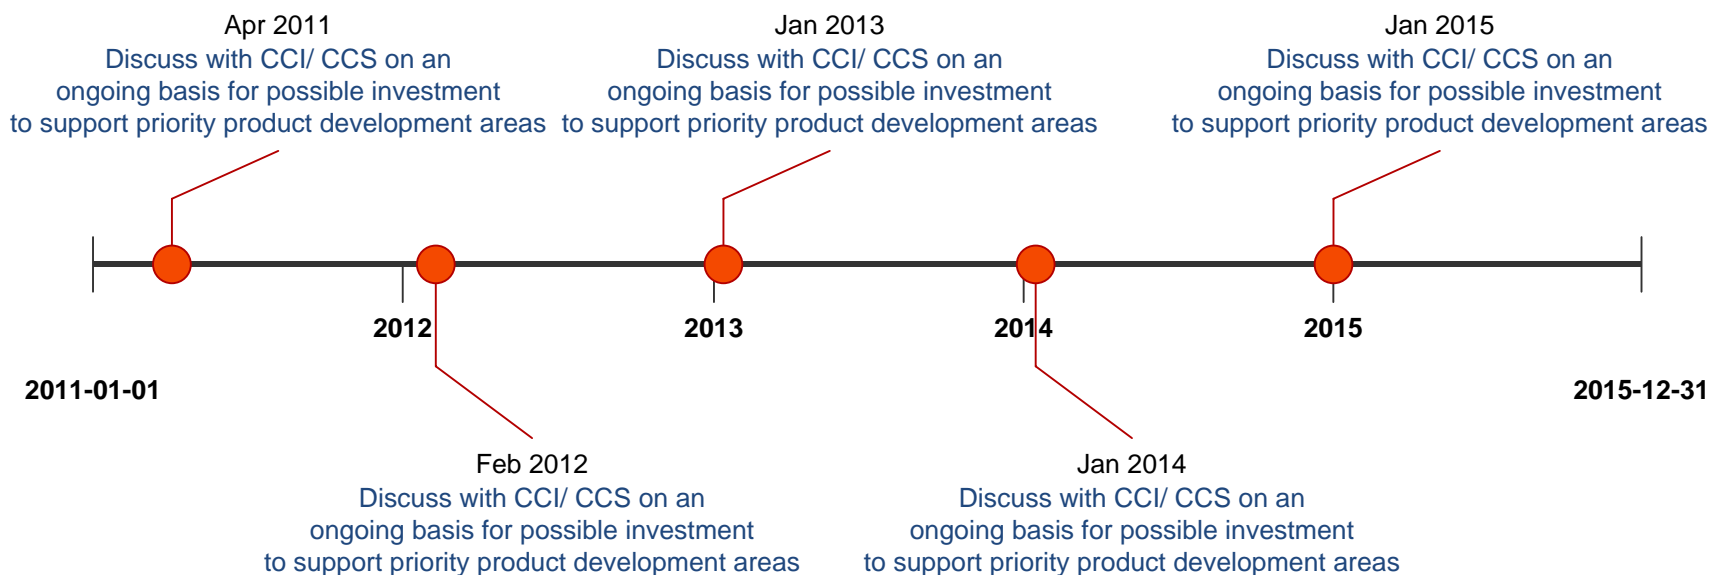 Apr 2011
Discuss with CCI/ CCS on an
ongoing basis for possible investment
to support priority product development areas
Jan 2013
Discuss with CCI/ CCS on an
ongoing basis for possible investment
to support priority product development areas
Jan 2015
Discuss with CCI/ CCS on an
ongoing basis for possible investment
to support priority product development areas
2012
2013
2014
2015
2011-01-01
2015-12-31
Feb 2012
Discuss with CCI/ CCS on an
ongoing basis for possible investment
to support priority product development areas
Jan 2014
Discuss with CCI/ CCS on an
ongoing basis for possible investment
to support priority product development areas